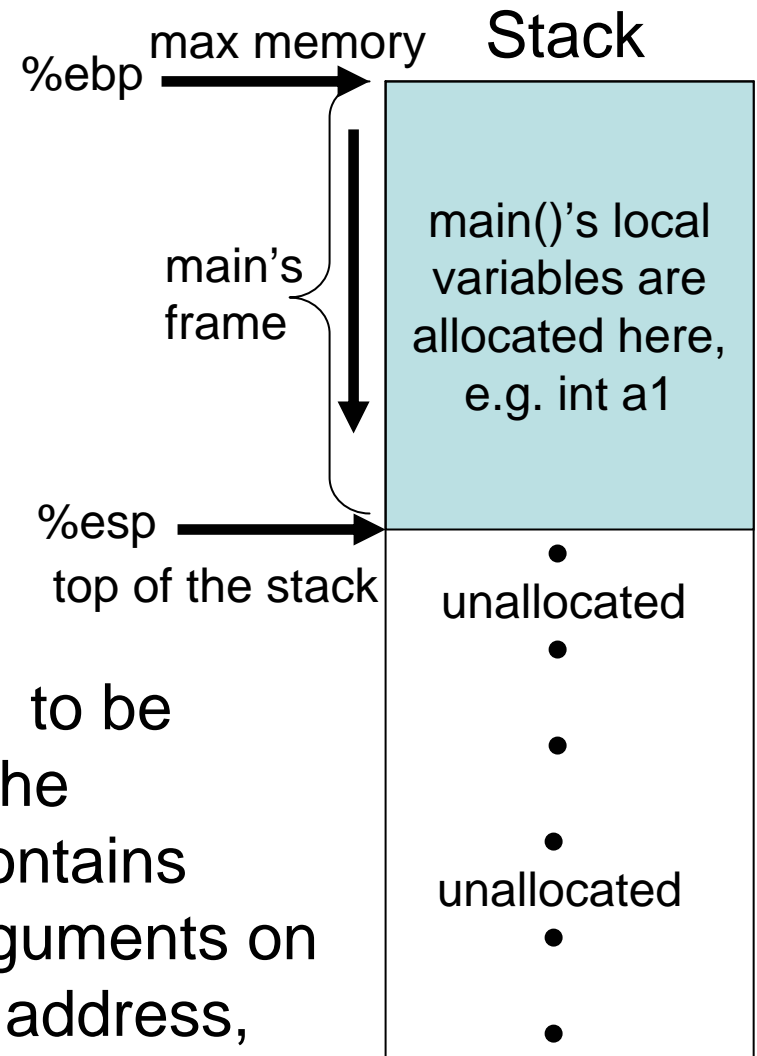 max memory
Stack
%ebp
main()'s local
variables are
allocated here,
e.g. int a1
main's
frame
%esp
top of the stack
unallocated
to be
he
ontains
unallocated
guments on
address,